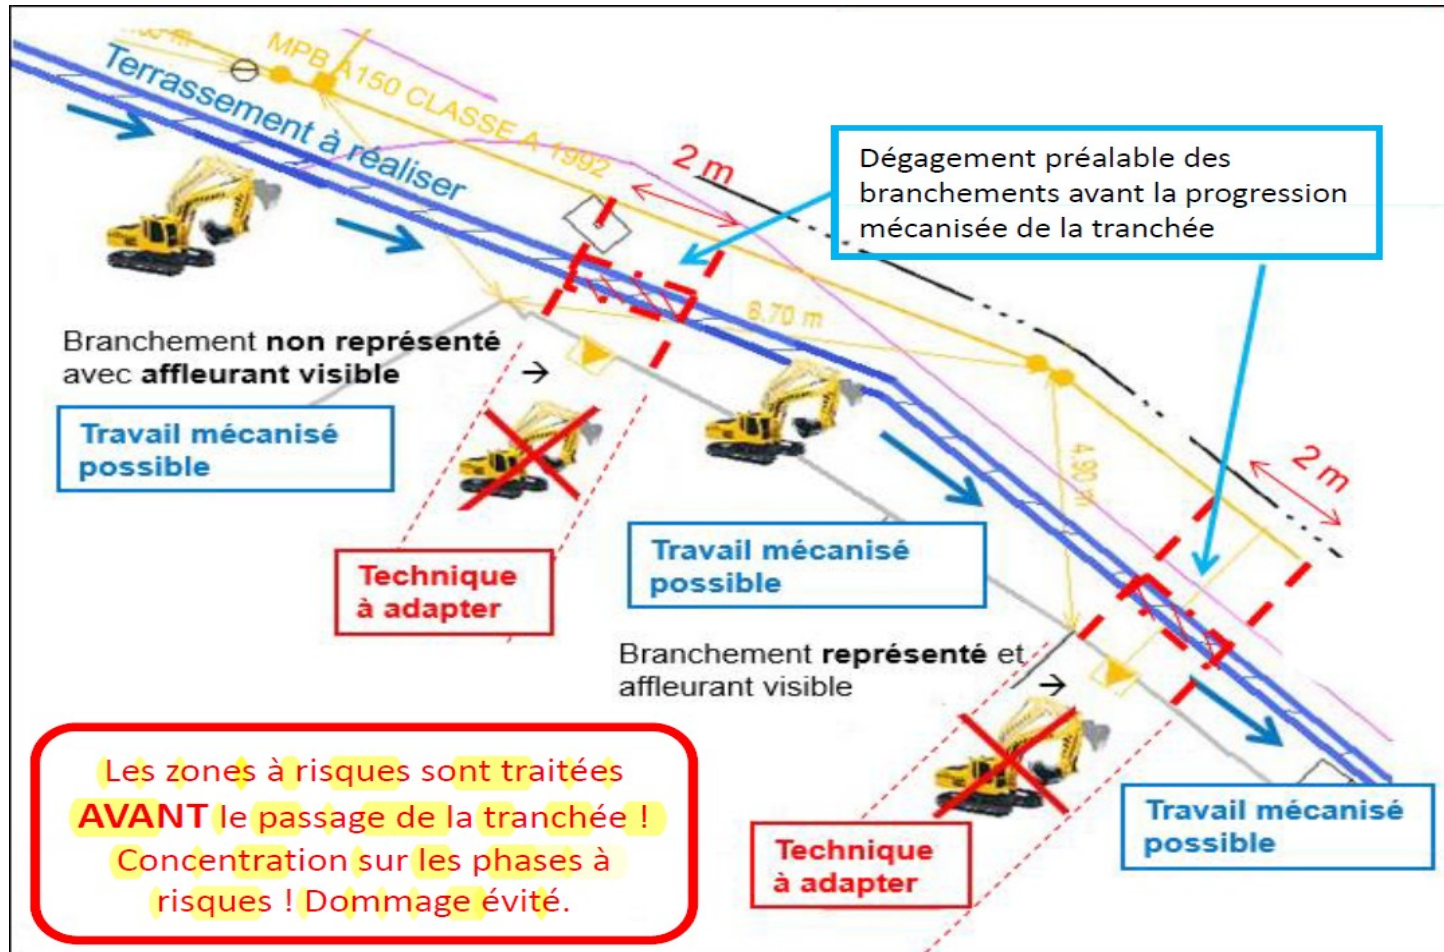 MPB A150 CLASSE A 1992
Terrassement à réaliser
2 m
Dégagement préalable des
branchements avant la progression
mécanisée de la tranchée
6.70 m
Branchement non représenté
avec affleurant visible
→
Travail mécanisé
possible
Technique
à adapter
Travail mécanisé
possible
4.90 m
2 m
Branchement représenté et
affleurant visible
→
Technique
à adapter
Travail mécanisé
possible
Les zones à risques sont traitées
AVANT le passage de la tranchée !
Concentration sur les phases à
risques ! Dommage évité.